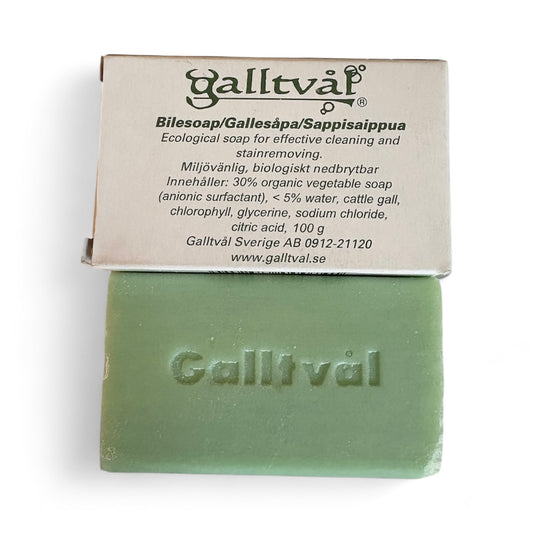 galltvål ®
Bilesoap/Gallesåpa/Sappisaippua
Ecological soap for effective cleaning and
stainremoving.
Miljövänlig, biologiskt nedbrytbar
Innehåller: 30% organic vegetable soap
(anionic surfactant), < 5% water, cattle gall,
chlorophyll, glycerine, sodium chloride,
citric acid, 100 g
Galltvål Sverige AB 0912-21120
www.galltval.se
Galltvål